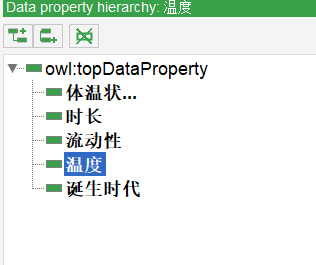 Data property hierarchy: 温度
owl:topDataProperty
体温状...
时长
流动性
温度
诞生时代